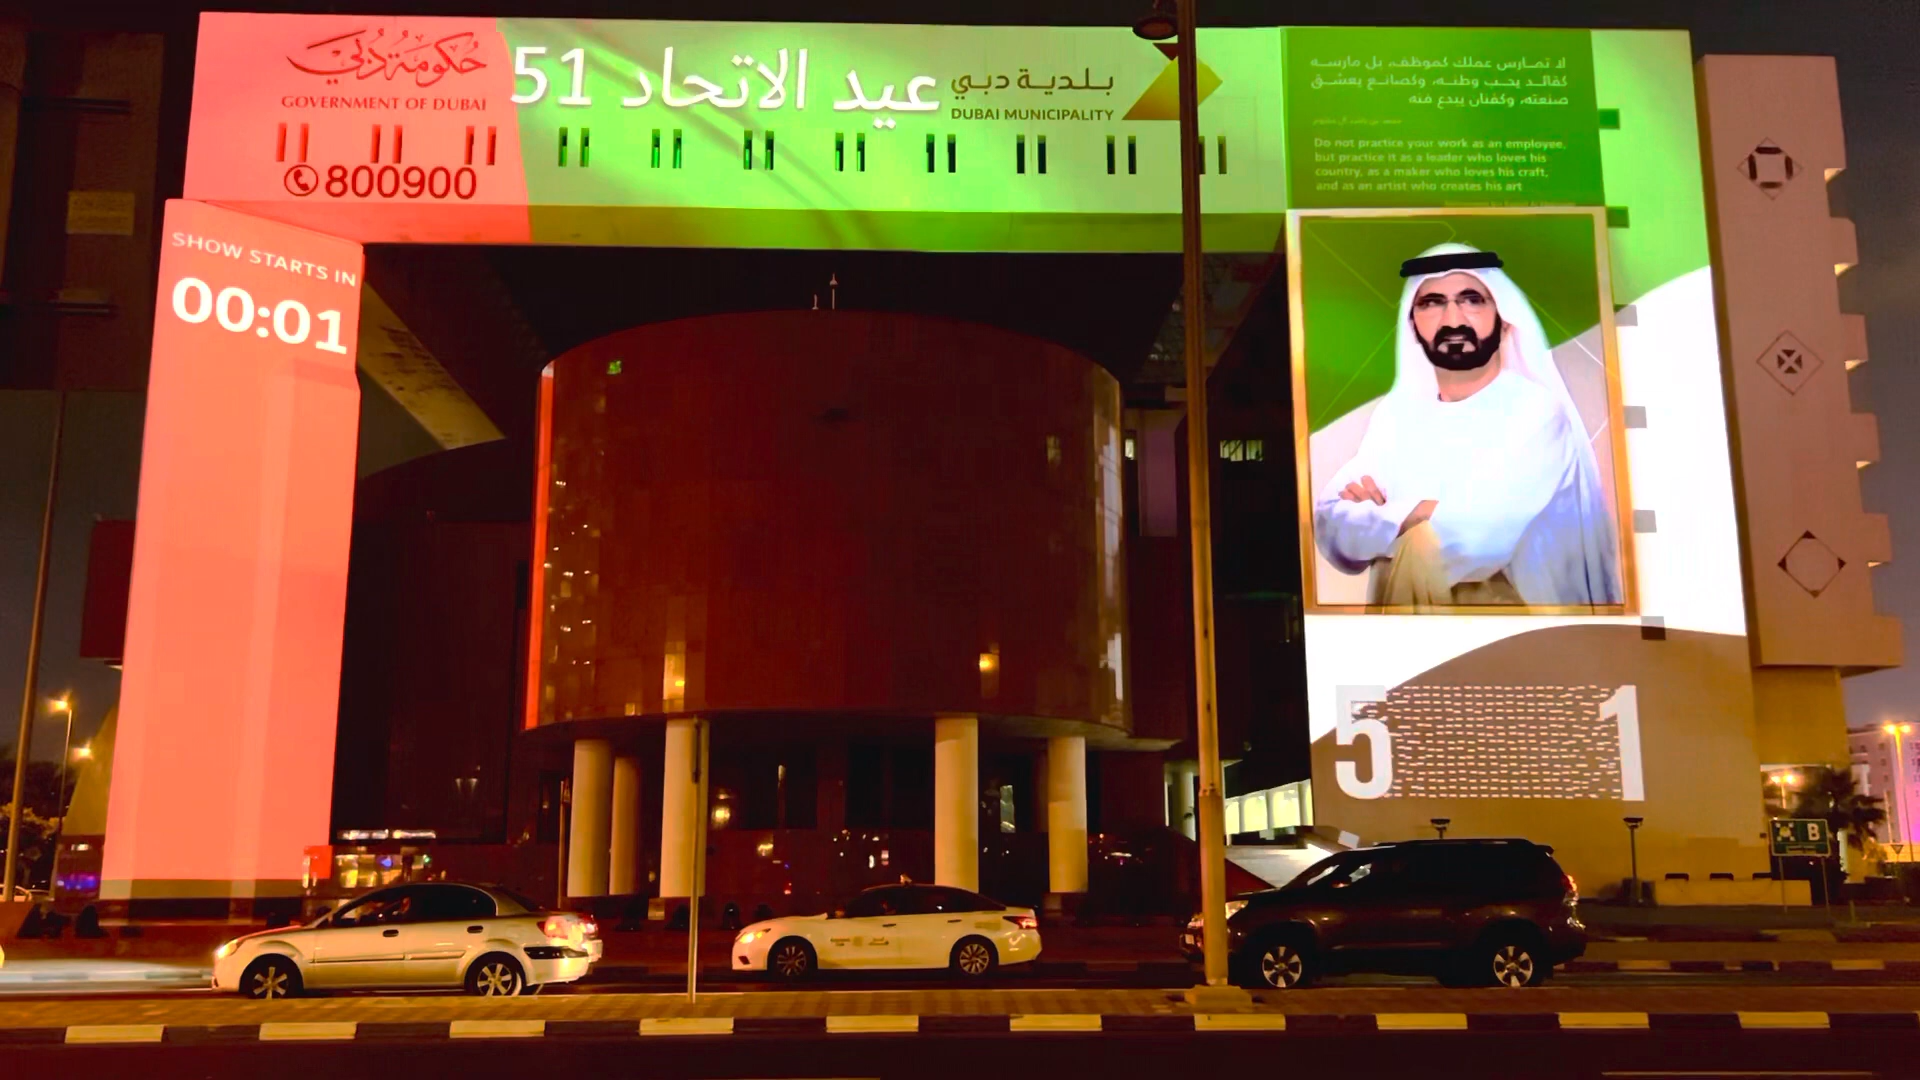 حكومة دبي
GOVERNMENT OF DUBAI
800900
عيد الاتحاد 51
بلدية دبي
DUBAI MUNICIPALITY
لا تمارس عملك كموظف، بل مارسه
كقائد يحب وطنه، وكصانع يعشق
صنعته، وكفنان يبدع فنه
Do not practice your work as an employee,
but practice it as a leader who loves his
country, as a maker who loves his craft,
and as an artist who creates his art
SHOW STARTS IN
00:01
51
B